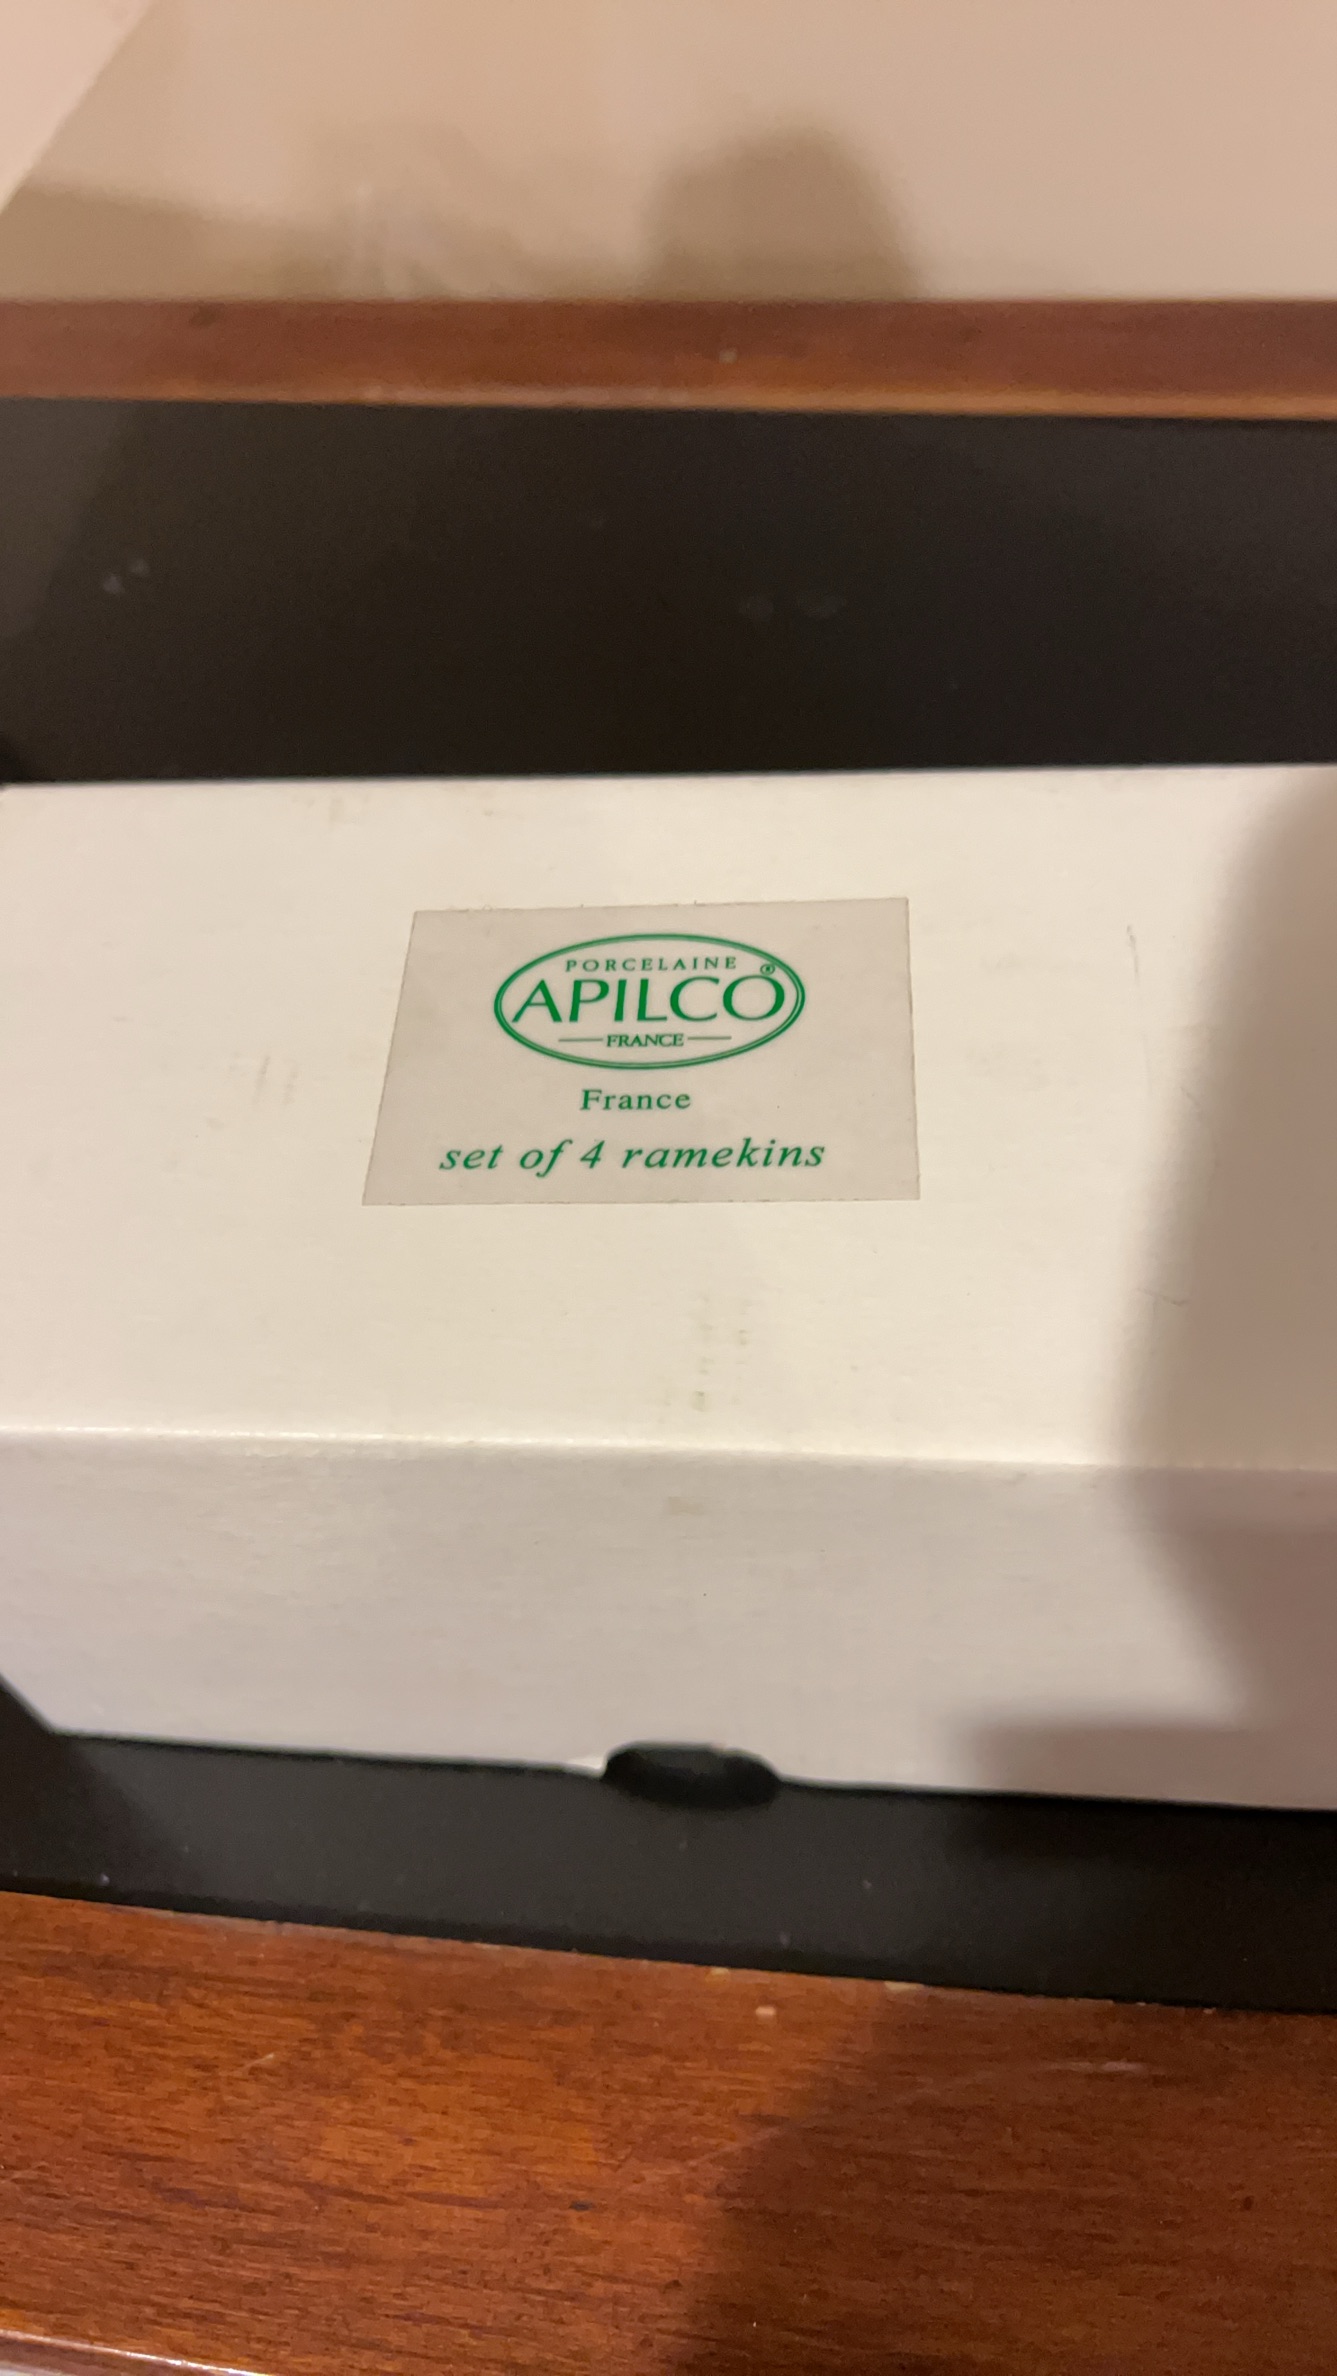 PORCELAINE
APILCO®
FRANCE
France
set of 4 ramekins